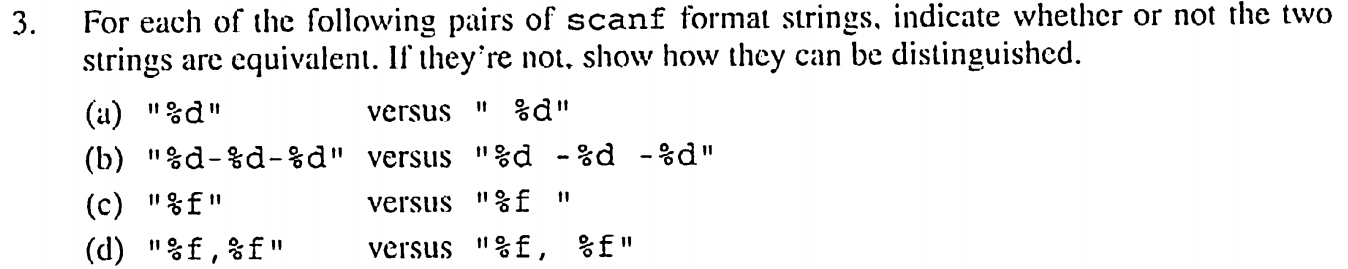 3. For each of the following pairs of scanf format strings, indicate whether or not the two
strings are equivalent. If they're not, show how they can be distinguished.
(a) "%d" versus " %d"
(b) "%d-%d-%d" versus "%d -%d -%d"
(c) "%f" versus "%f "
(d) "%f,%f" versus "%f, %f"